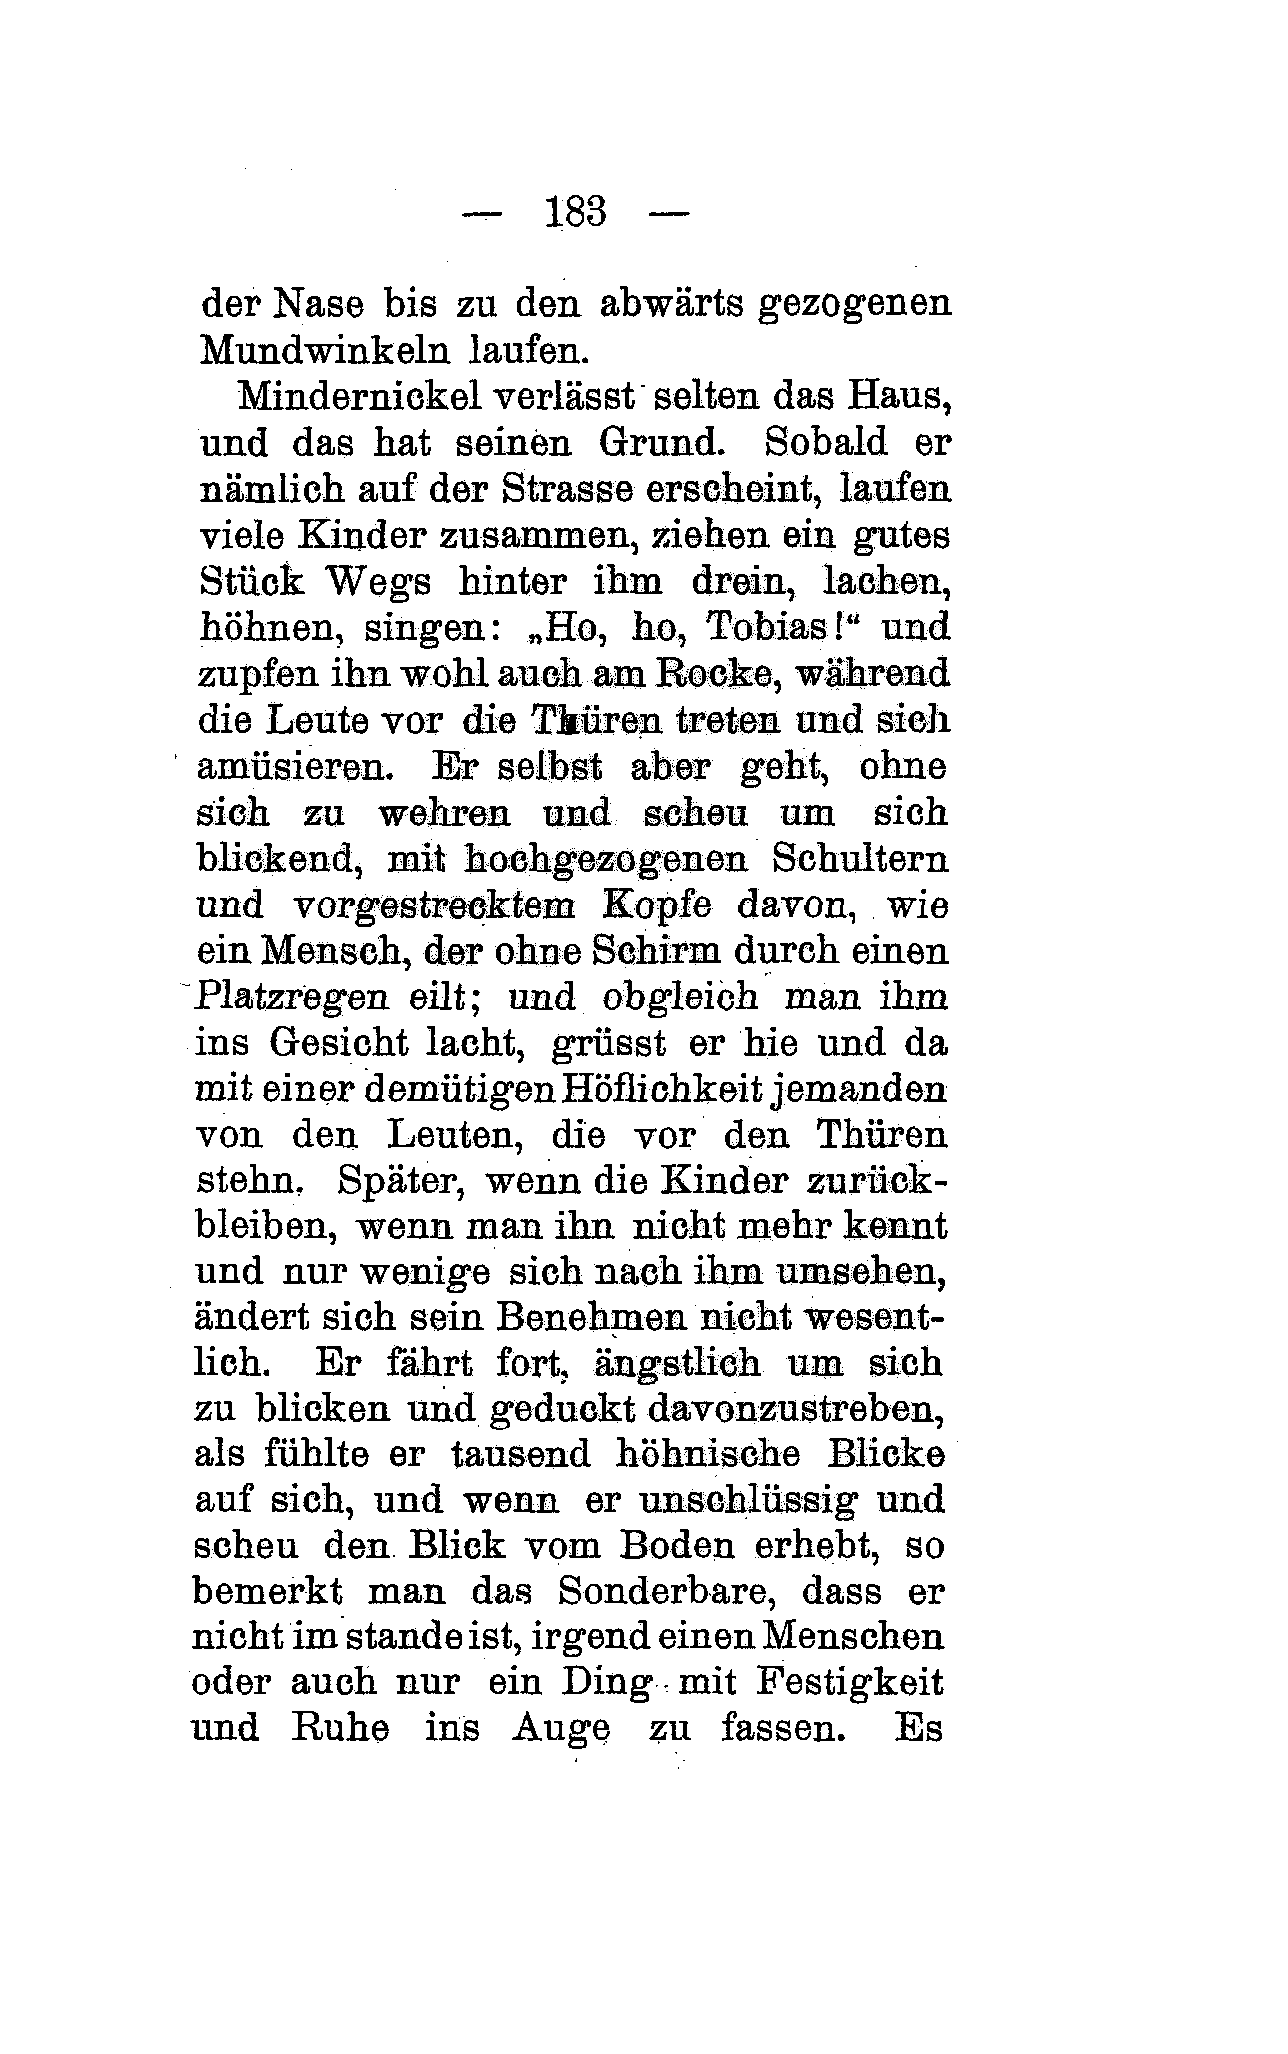 — 183 —
der Nase bis zu den abwärts gezogenen
Mundwinkeln laufen.
Mindernickel verlässt selten das Haus,
und das hat seinen Grund. Sobald er
nämlich auf der Strasse erscheint, laufen
viele Kinder zusammen, ziehen ein gutes
Stück Wegs hinter ihm drein, lachen,
höhnen, singen: „Ho, ho, Tobias!“ und
zupfen ihn wohl auch am Rocke, während
die Leute vor die Thüren treten und sich
amüsieren. Er selbst aber geht, ohne
sich zu wehren und scheu um sich
blickend, mit hochgezogenen Schultern
und vorgestrecktem Kopfe davon, wie
ein Mensch, der ohne Schirm durch einen
Platzregen eilt; und obgleich man ihm
ins Gesicht lacht, grüsst er hie und da
mit einer demütigen Höflichkeit jemanden
von den Leuten, die vor den Thüren
stehn. Später, wenn die Kinder zurück-
bleiben, wenn man ihn nicht mehr kennt
und nur wenige sich nach ihm umsehen,
ändert sich sein Benehmen nicht wesent-
lich. Er fährt fort, ängstlich um sich
zu blicken und geduckt davonzustreben,
als fühlte er tausend höhnische Blicke
auf sich, und wenn er unschlüssig und
scheu den Blick vom Boden erhebt, so
bemerkt man das Sonderbare, dass er
nicht im stande ist, irgend einen Menschen
oder auch nur ein Ding mit Festigkeit
und Ruhe ins Auge zu fassen. Es